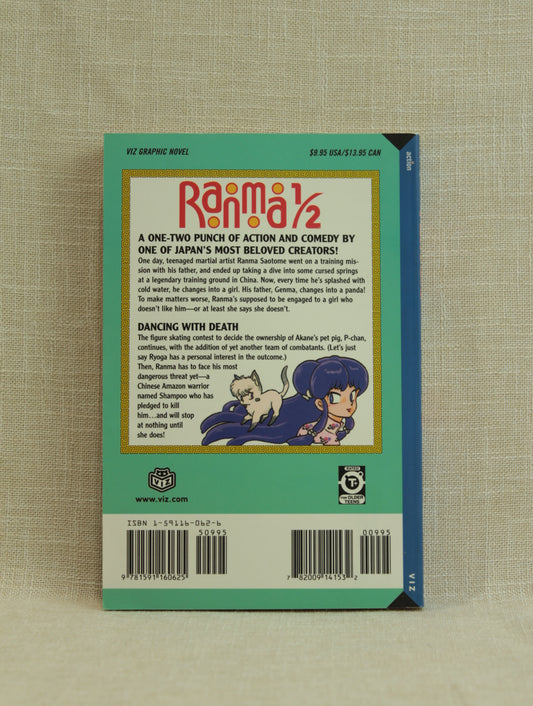 VIZ GRAPHIC NOVEL
$9.95 USA/$13.95 CAN
action
Ranma 1/2
A ONE-TWO PUNCH OF ACTION AND COMEDY BY
ONE OF JAPAN'S MOST BELOVED CREATORS!
One day, teenaged martial artist Ranma Saotome went on a training mis-
sion with his father, and ended up taking a dive into some cursed springs
at a legendary training ground in China. Now, every time he's splashed with
cold water, he changes into a girl. His father, Genma, changes into a panda!
To make matters worse, Ranma's supposed to be engaged to a girl who
doesn't like him—or at least she says she doesn't.
DANCING WITH DEATH
The figure skating contest to decide the ownership of Akane's pet pig, P-chan,
continues, with the addition of yet another team of combatants. (Let's just
say Ryoga has a personal interest in the outcome.)
Then, Ranma has to face his most
dangerous threat yet—a
Chinese Amazon warrior
named Shampoo who has
pledged to kill
him...and will stop
at nothing until
she does!
VIZ
www.viz.com
RATED
T+
FOR OLDER
TEENS
ISBN 1-59116-062-6
50995
9 781591 160625
00995
7 82009 14153 2
VIZ